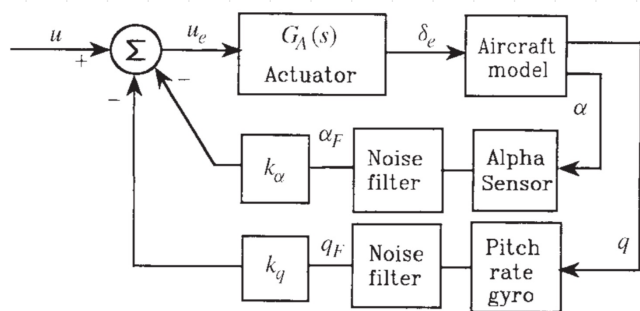 u
+
Σ
−
−
u_e
G_A(s)
Actuator
δ_e
Aircraft
model
α
k_α
α_F
Noise
filter
Alpha
Sensor
k_q
q_F
Noise
filter
Pitch
rate
gyro
q